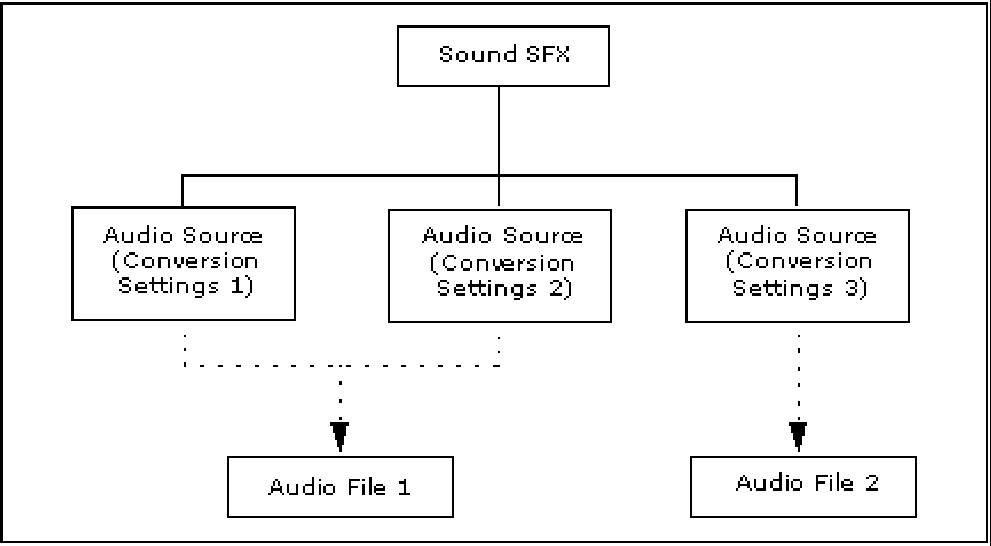 Sound SFX
Audio Source
(Conversion
Settings 1)
Audio Source
(Conversion
Settings 2)
Audio Source
(Conversion
Settings 3)
Audio File 1
Audio File 2